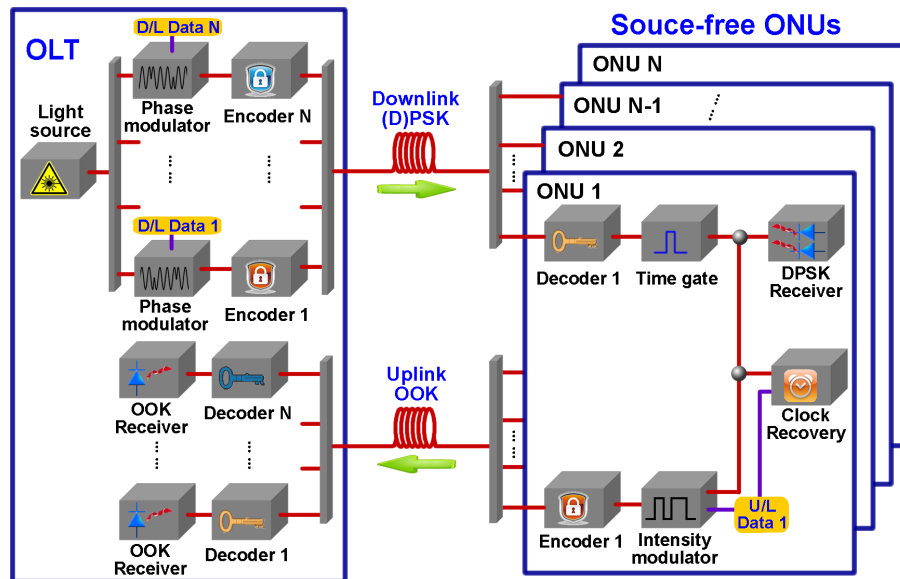 OLT
D/L Data N
Phase
modulator
Encoder N
Light
source
D/L Data 1
Phase
modulator
Encoder 1
OOK
Receiver
Decoder N
OOK
Receiver
Decoder 1
Downlink
(D)PSK
Uplink
OOK
Souce-free ONUs
ONU N
ONU N-1
ONU 2
ONU 1
Decoder 1
Time gate
DPSK
Receiver
Clock
Recovery
Encoder 1
Intensity
modulator
U/L
Data 1